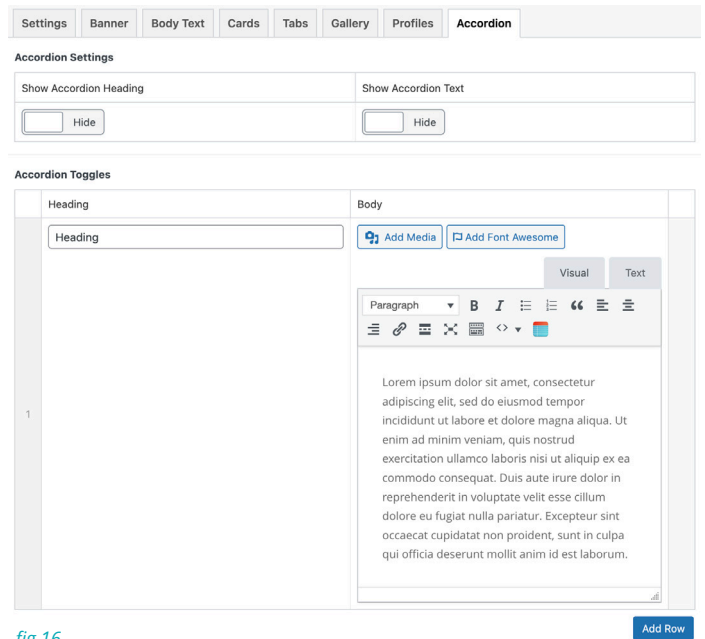 Settings Banner Body Text Cards Tabs Gallery Profiles Accordion
Accordion Settings
Show Accordion Heading Show Accordion Text
Hide Hide
Accordion Toggles
Heading Body
Heading Add Media Add Font Awesome
Visual Text
Paragraph
1
Lorem ipsum dolor sit amet, consectetur
adipiscing elit, sed do eiusmod tempor
incididunt ut labore et dolore magna aliqua. Ut
enim ad minim veniam, quis nostrud
exercitation ullamco laboris nisi ut aliquip ex ea
commodo consequat. Duis aute irure dolor in
reprehenderit in voluptate velit esse cillum
dolore eu fugiat nulla pariatur. Excepteur sint
occaecat cupidatat non proident, sunt in culpa
qui officia deserunt mollit anim id est laborum.
Add Row
fig 16